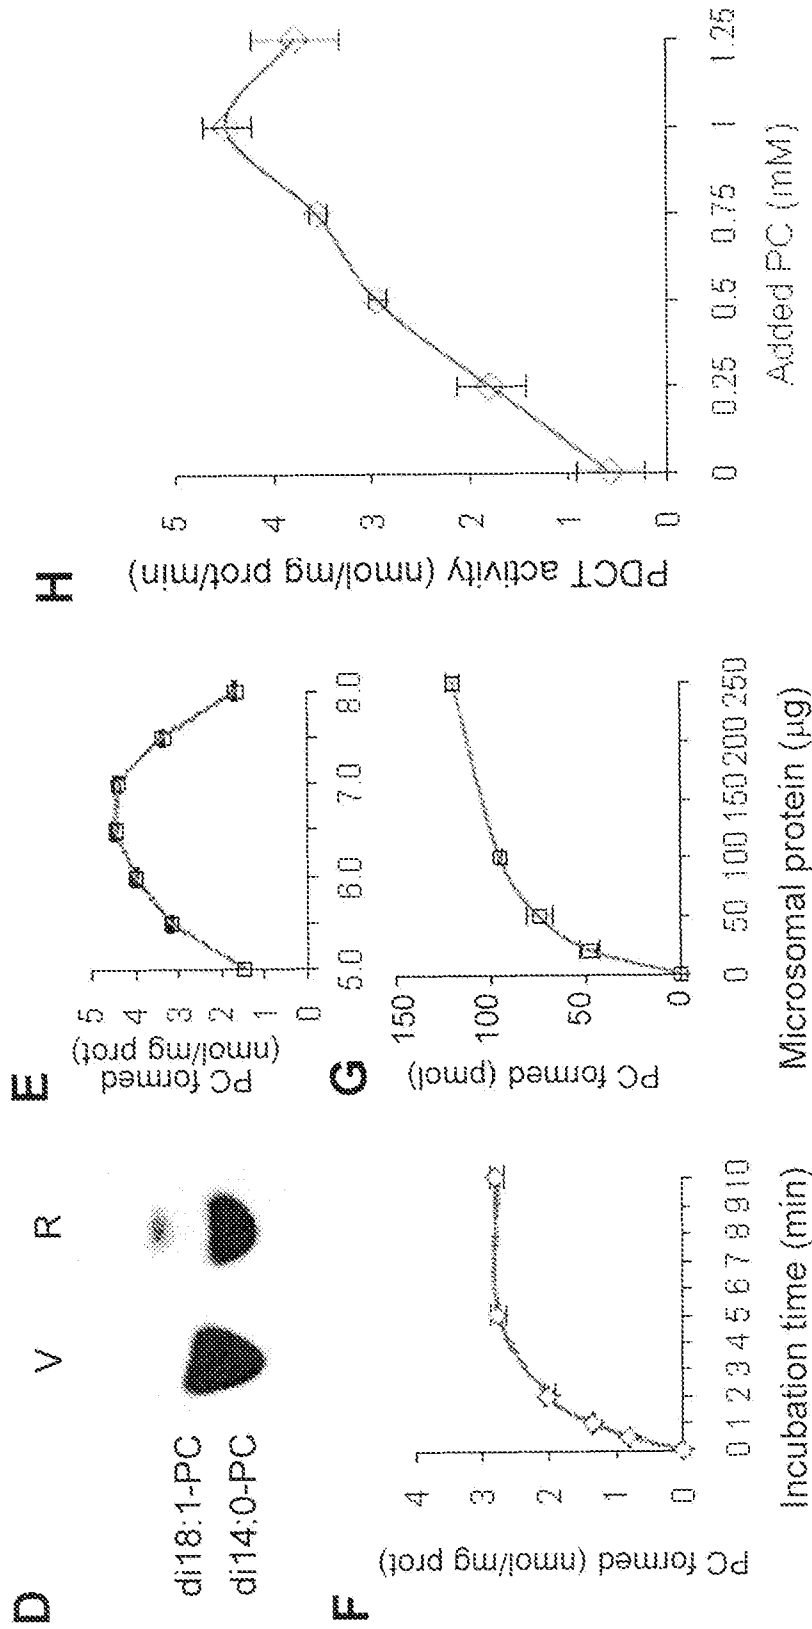 D
V R
di18:1-PC
di14:0-PC
E
PC formed
(nmol/mg prot)
5
4
3
2
1
0
5.0 6.0 7.0 8.0
F
PC formed (nmol/mg prot)
4
3
2
1
0
0 1 2 3 4 5 6 7 8 9 10
Incubation time (min)
G
PC formed (pmol)
150
100
50
0
0 50 100 150 200 250
Microsomal protein (µg)
H
PDCT activity (nmol/mg prot/min)
5
4
3
2
1
0
0 0.25 0.5 0.75 1 1.25
Added PC (mM)